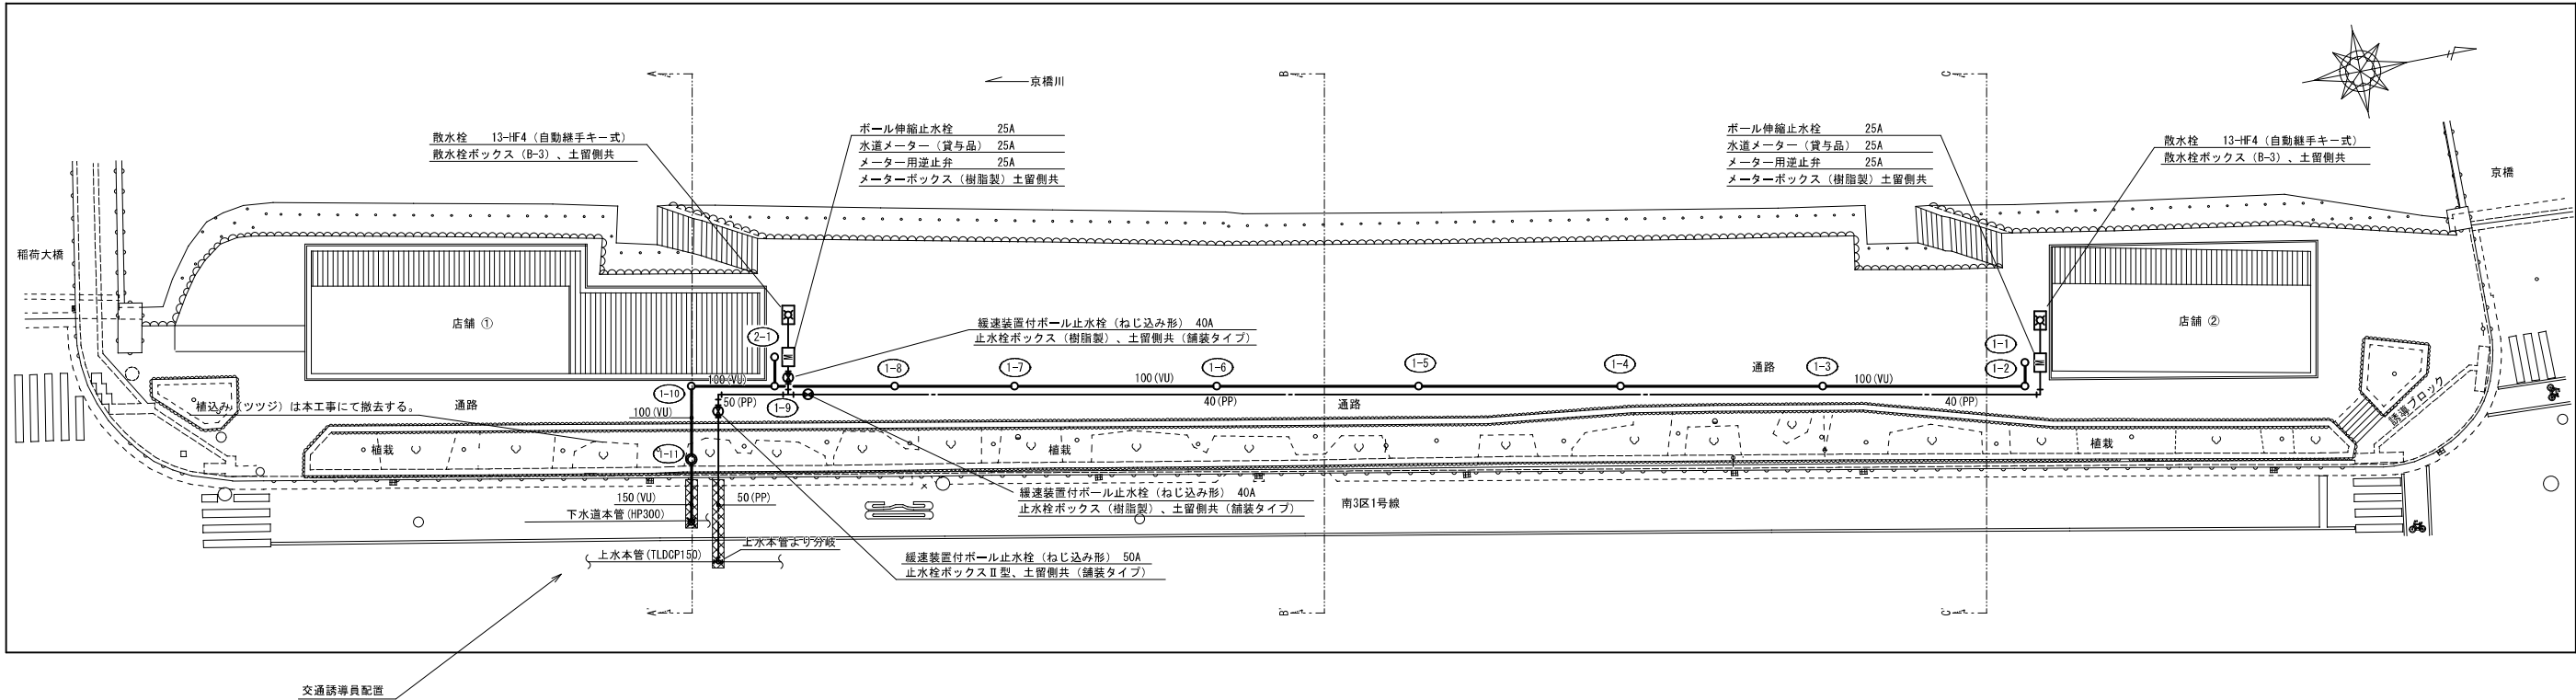 京橋川
散水栓 13-HF4 (自動継手キー式)
散水栓ボックス (B-3) 、土留側共
ボール伸縮止水栓 25A
水道メーター (貸与品) 25A
メーター用逆止弁 25A
メーターボックス (樹脂製) 土留側共
ボール伸縮止水栓 25A
水道メーター (貸与品) 25A
メーター用逆止弁 25A
メーターボックス (樹脂製) 土留側共
散水栓 13-HF4 (自動継手キー式)
散水栓ボックス (B-3) 、土留側共
A
B
C
京橋
稲荷大橋
店舗 ①
店舗 ②
緩速装置付ボール止水栓 (ねじ込み形) 40A
止水栓ボックス (樹脂製) 、土留側共 (舗装タイプ)
2-1
M
M
1-1
1-2
1-3
1-4
1-5
1-6
1-7
1-8
1-9
1-10
1-11
100(VU)
100(VU)
100(VU)
100(VU)
通路
通路
通路
50(PP)
40(PP)
40(PP)
植込み (ツツジ) は本工事にて撤去する。
植栽
植栽
植栽
誘導ブロック
150(VU)
下水道本管(HP300)
50(PP)
上水本管(TLDCP150)
上水本管より分岐
緩速装置付ボール止水栓 (ねじ込み形) 40A
止水栓ボックス (樹脂製) 、土留側共 (舗装タイプ)
南3区1号線
緩速装置付ボール止水栓 (ねじ込み形) 50A
止水栓ボックスⅡ型、土留側共 (舗装タイプ)
A'
B'
C'
交通誘導員配置